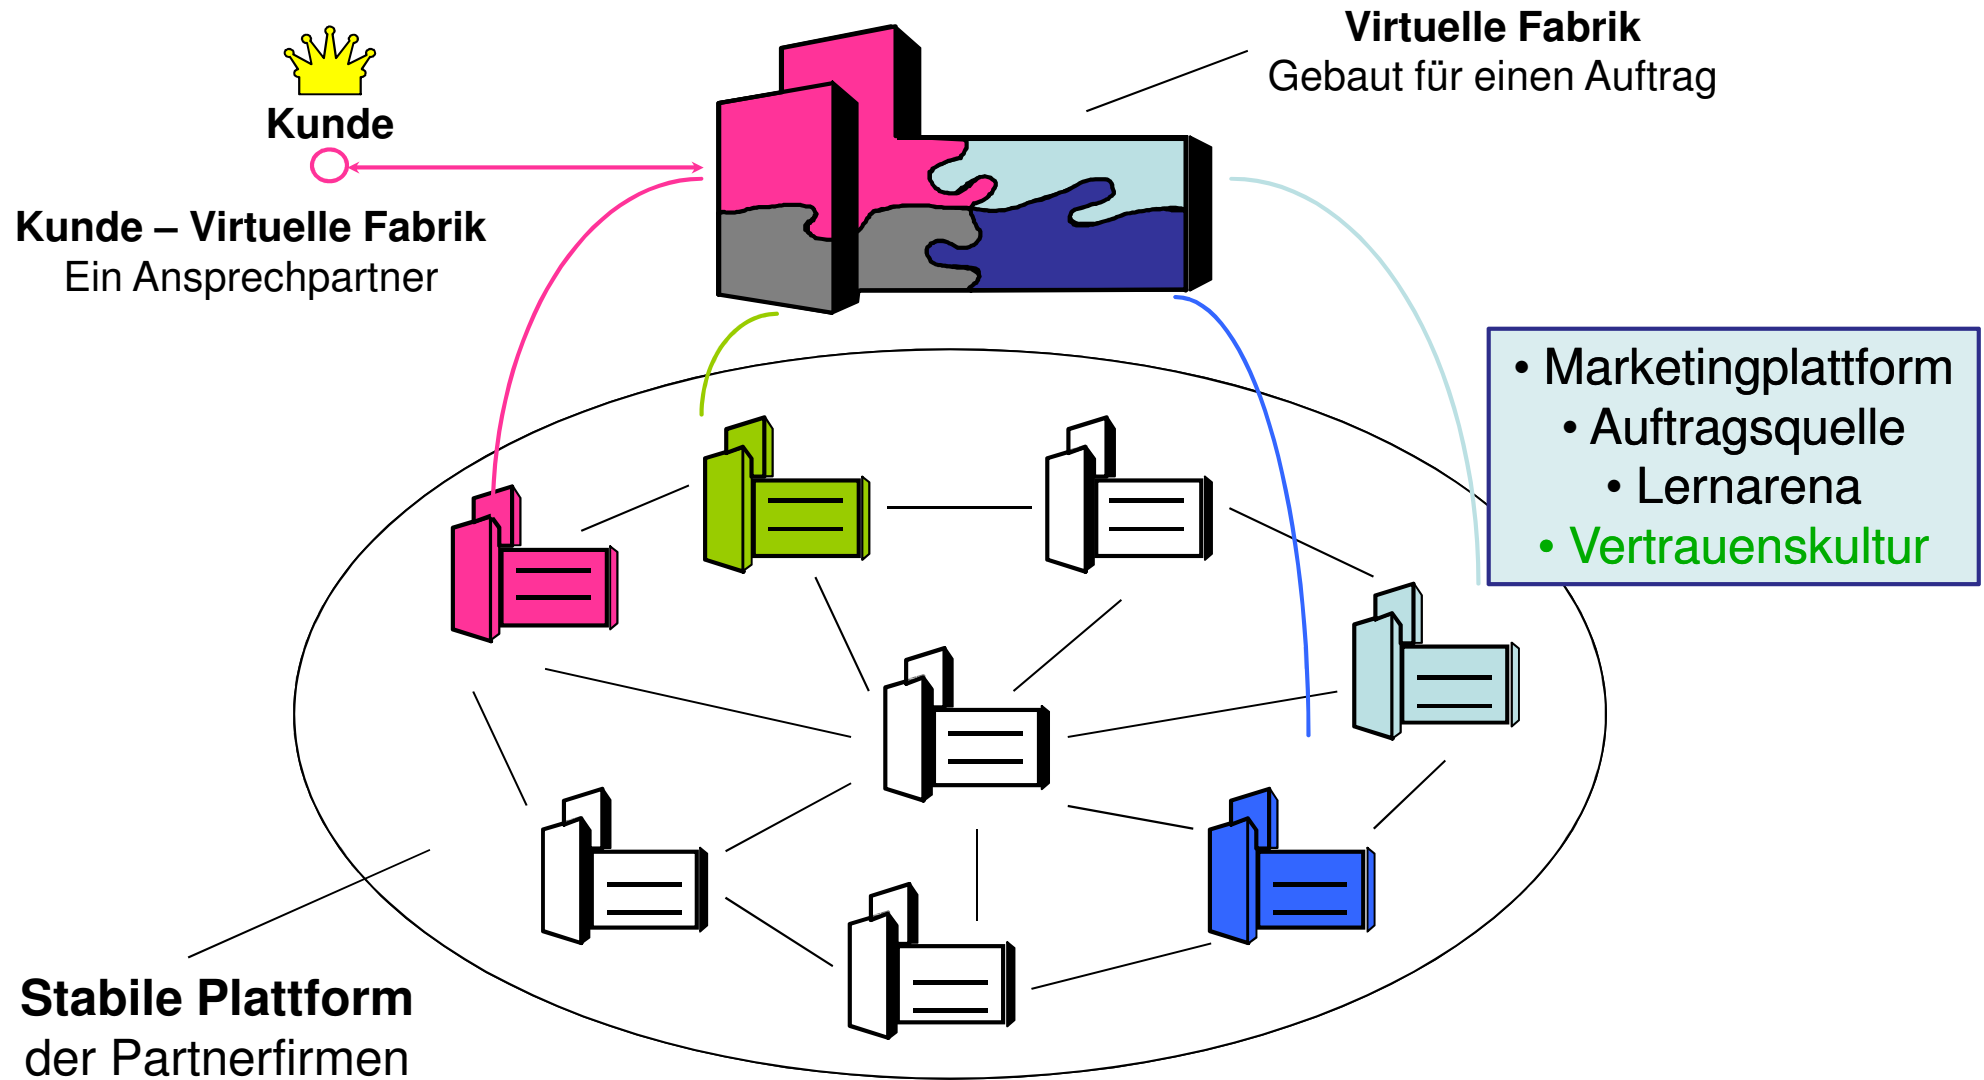 Virtuelle Fabrik
Gebaut für einen Auftrag
Kunde
Kunde – Virtuelle Fabrik
Ein Ansprechpartner
• Marketingplattform
• Auftragsquelle
• Lernarena
• Vertrauenskultur
Stabile Plattform
der Partnerfirmen